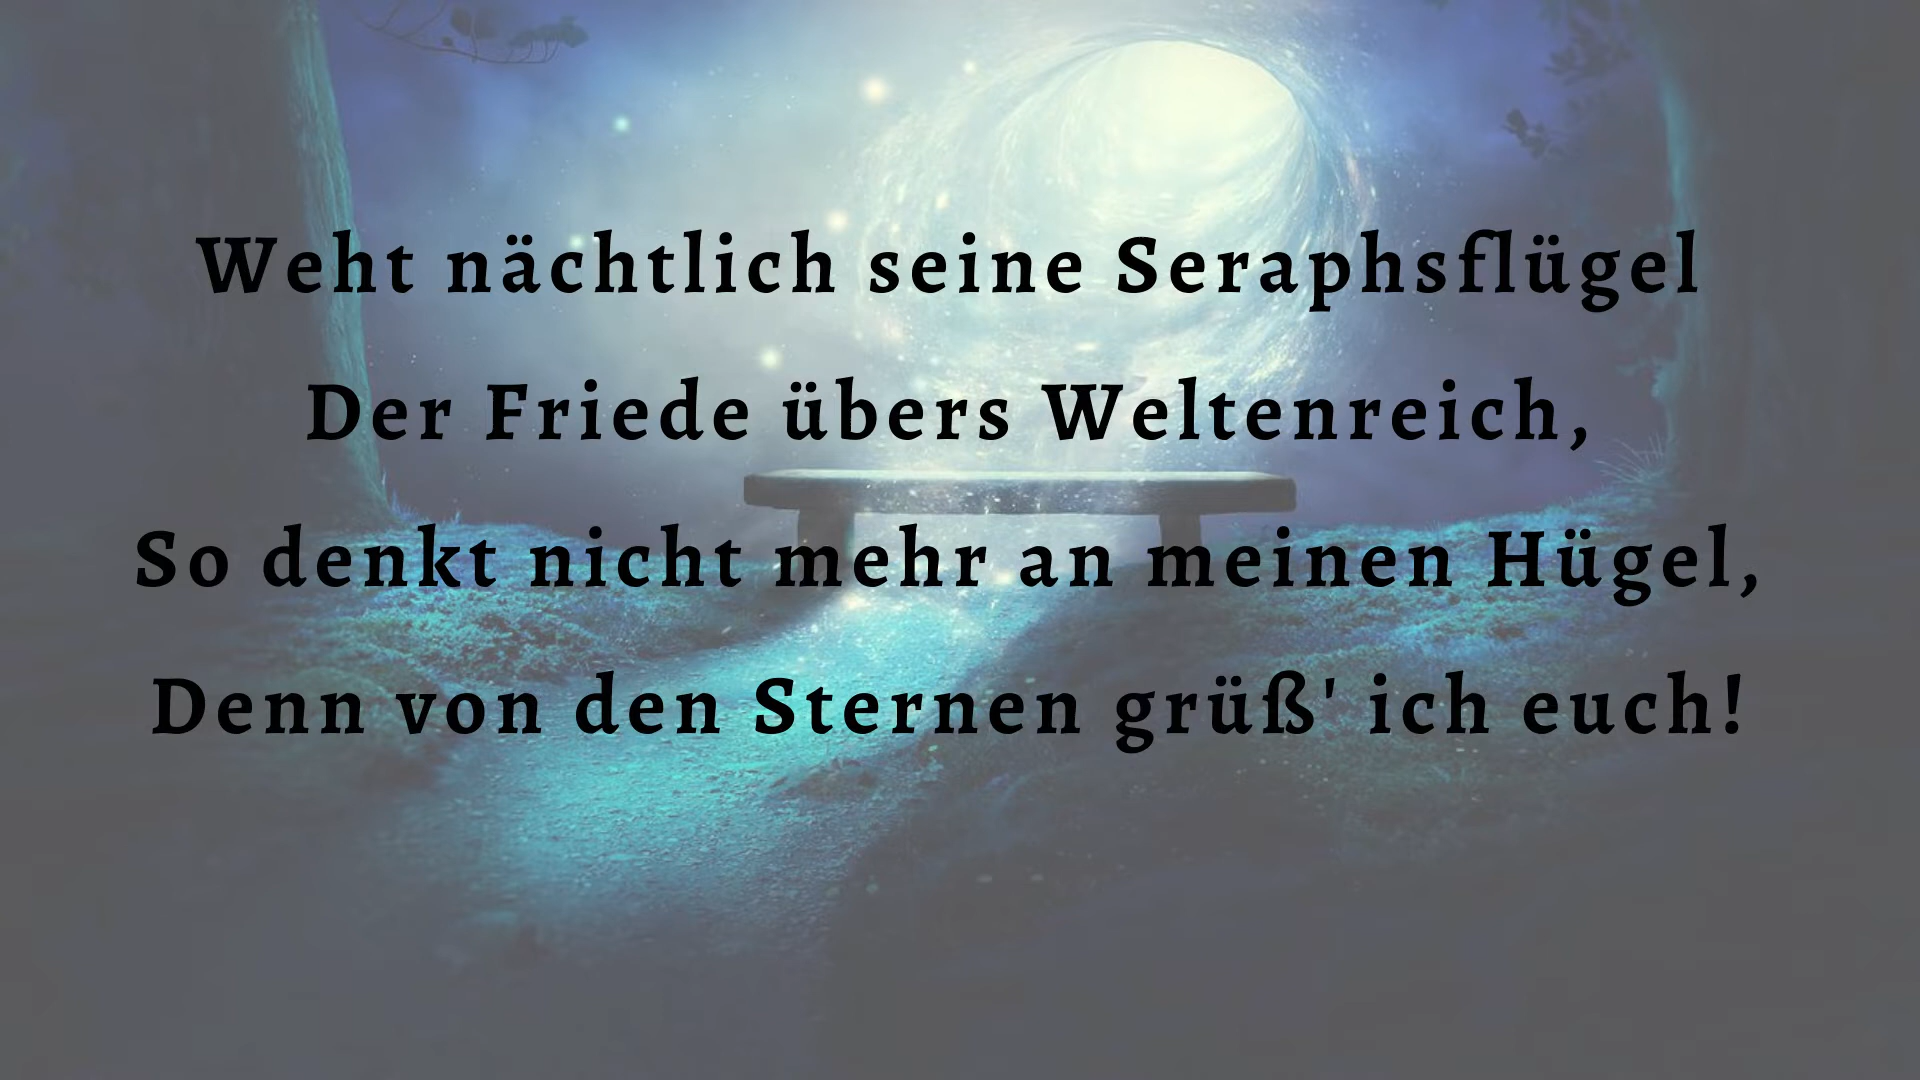 Weht nächtlich seine Seraphsflügel
Der Friede übers Weltenreich,
So denkt nicht mehr an meinen Hügel,
Denn von den Sternen grüß' ich euch!